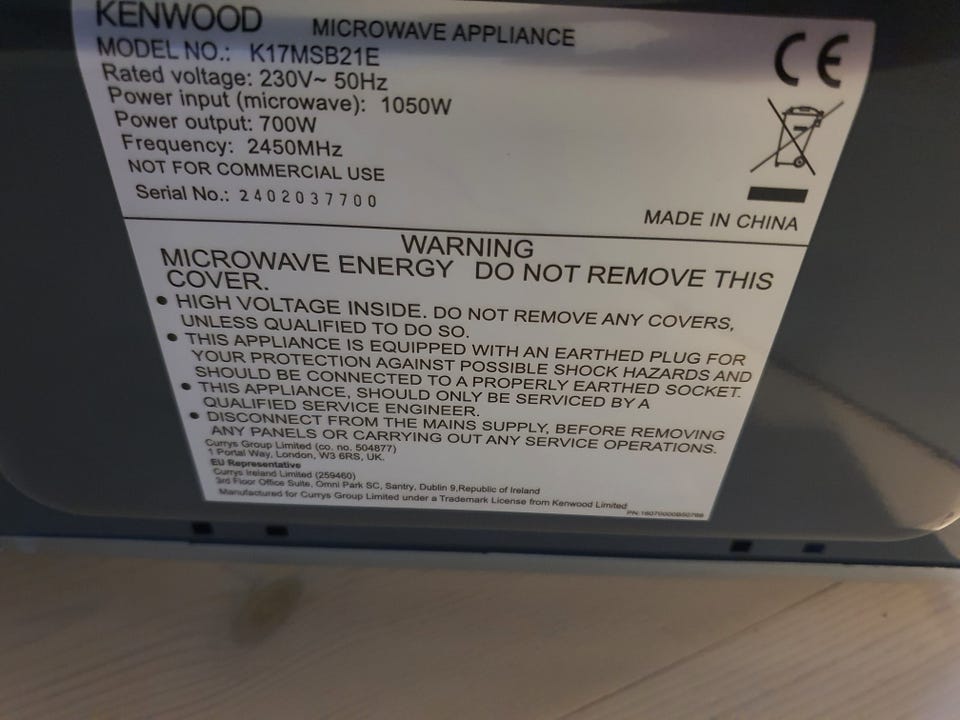 KENWOOD MICROWAVE APPLIANCE
MODEL NO.: K17MSB21E
Rated voltage: 230V~ 50Hz
Power input (microwave): 1050W
Power output: 700W
Frequency: 2450MHz
NOT FOR COMMERCIAL USE
Serial No.: 2402037700
CE
MADE IN CHINA
WARNING
MICROWAVE ENERGY DO NOT REMOVE THIS
COVER.
• HIGH VOLTAGE INSIDE. DO NOT REMOVE ANY COVERS,
UNLESS QUALIFIED TO DO SO.
• THIS APPLIANCE IS EQUIPPED WITH AN EARTHED PLUG FOR
YOUR PROTECTION AGAINST POSSIBLE SHOCK HAZARDS AND
SHOULD BE CONNECTED TO A PROPERLY EARTHED SOCKET.
• THIS APPLIANCE, SHOULD ONLY BE SERVICED BY A
QUALIFIED SERVICE ENGINEER.
• DISCONNECT FROM THE MAINS SUPPLY, BEFORE REMOVING
ANY PANELS OR CARRYING OUT ANY SERVICE OPERATIONS.
Currys Group Limited (co. no. 504877)
1 Portal Way, London, W3 6RS, UK.
EU Representative
Currys Ireland Limited (259460)
3rd Floor Office Suite, Omni Park SC, Santry, Dublin 9,Republic of Ireland
Manufactured for Currys Group Limited under a Trademark License from Kenwood Limited